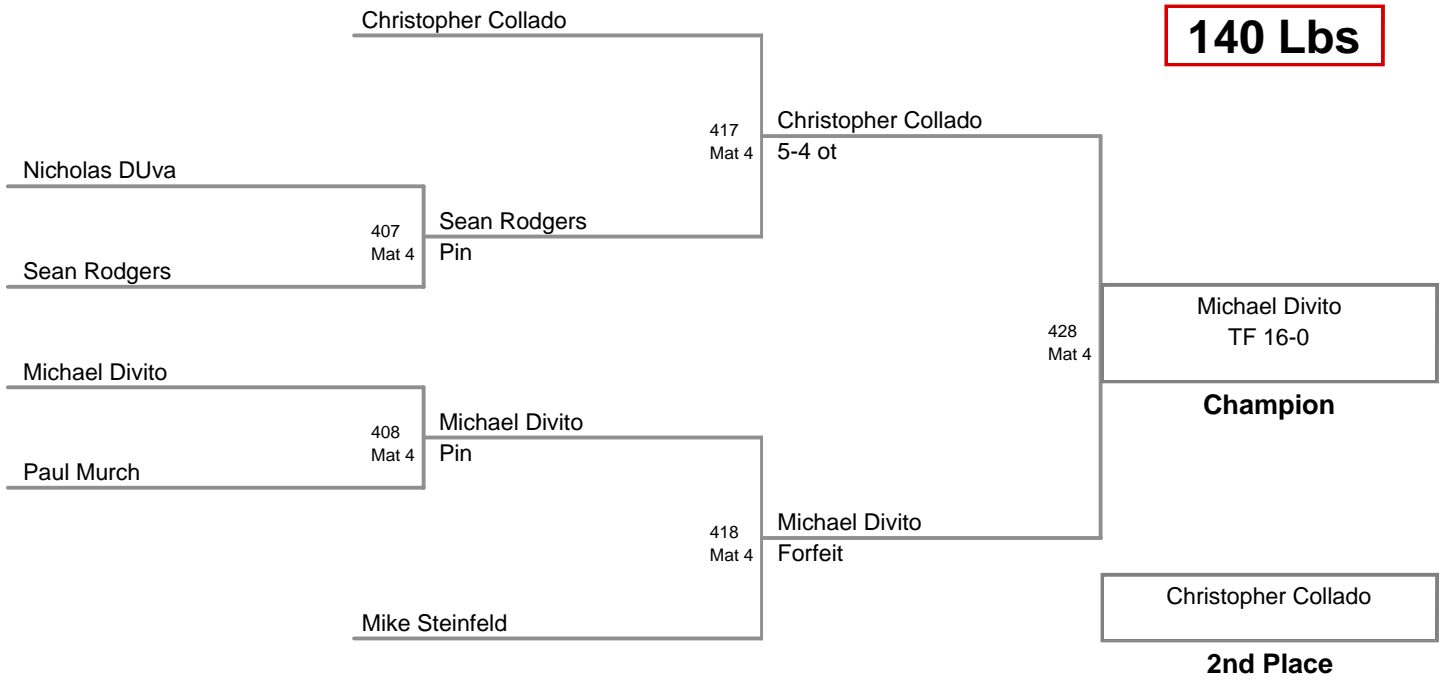 Christopher Collado
140 Lbs
417
Mat 4
Christopher Collado
5-4 ot
Nicholas DUva
407
Mat 4
Sean Rodgers
Pin
Sean Rodgers
428
Mat 4
Michael Divito
TF 16-0
Champion
Michael Divito
408
Mat 4
Michael Divito
Pin
Paul Murch
418
Mat 4
Michael Divito
Forfeit
Mike Steinfeld
Christopher Collado
2nd Place